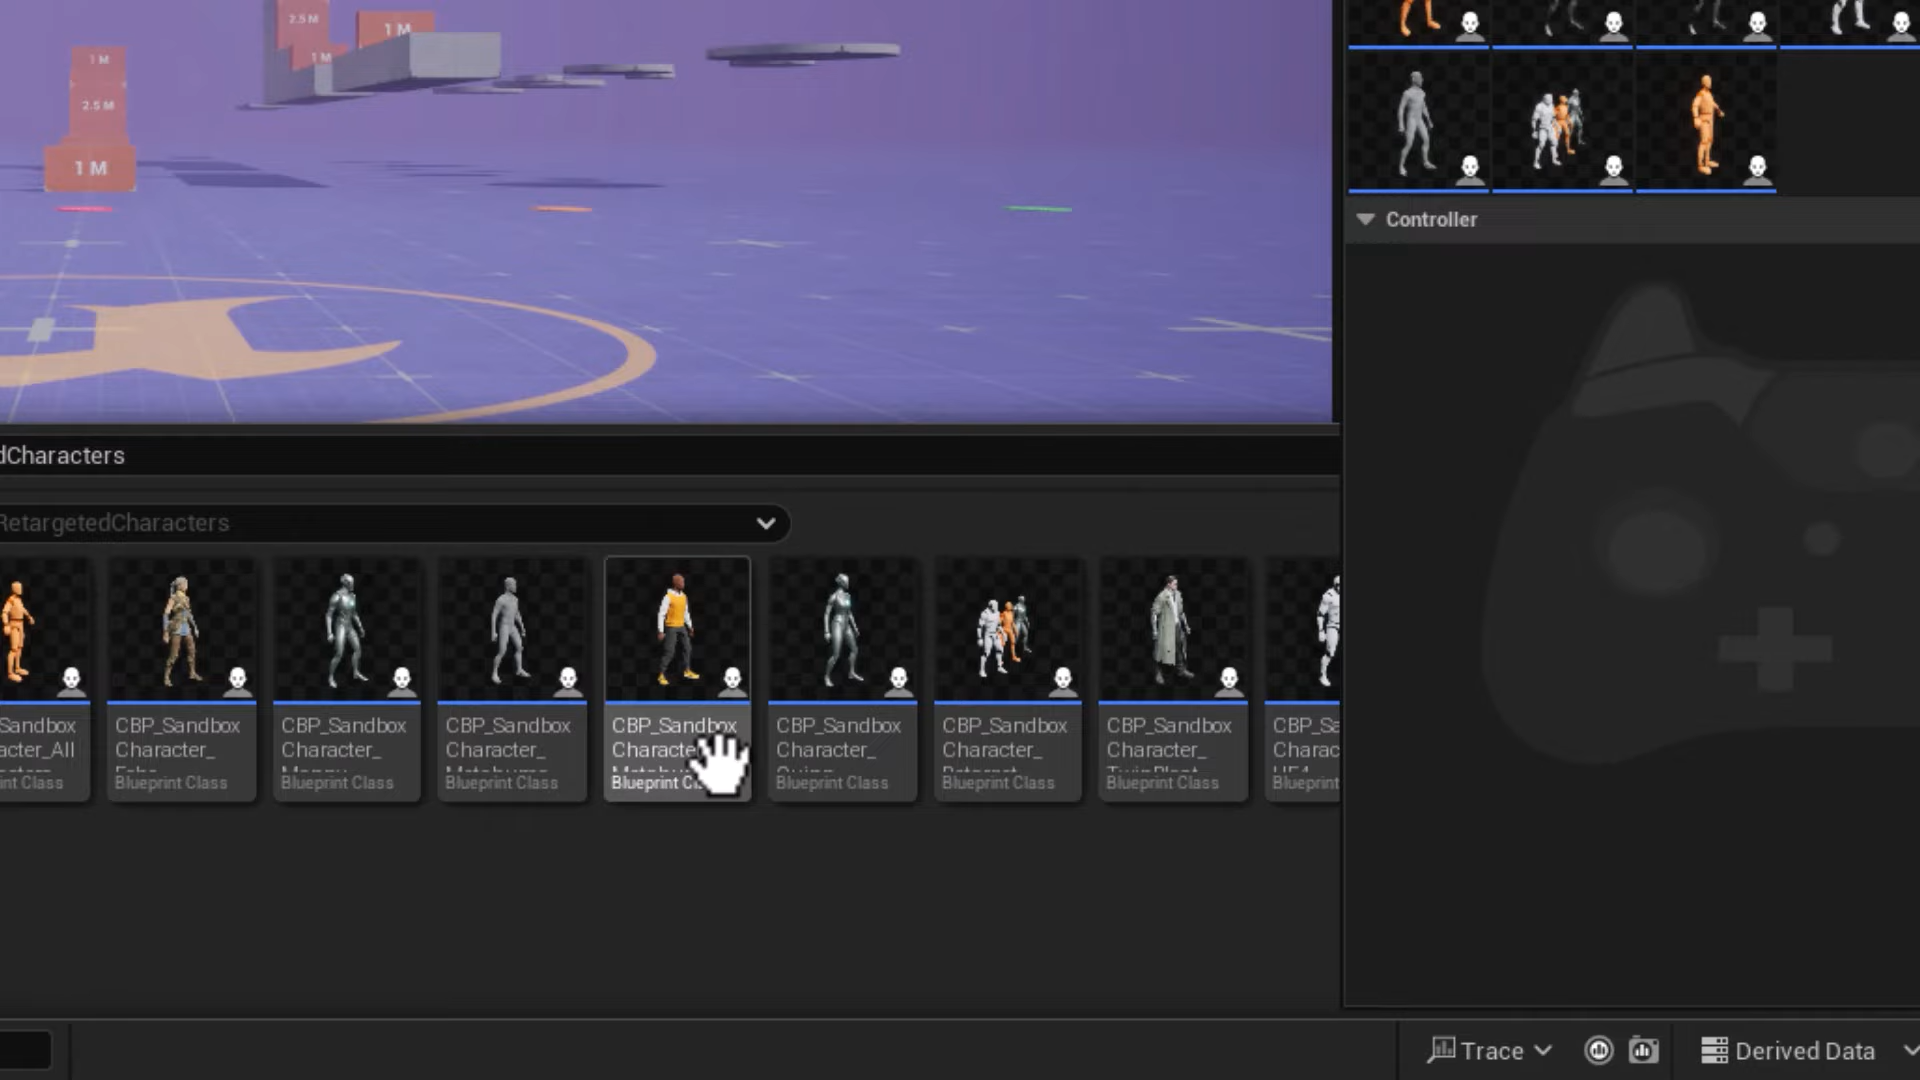 2.5 M
1 M
1 M
1 M
2.5 M
1 M
Controller
dCharacters
RetargetedCharacters
Sandbox
acter_All
int Class
CBP_Sandbox
Character_
Blueprint Class
CBP_Sandbox
Character_
Blueprint Class
CBP_Sandbox
Character_
Blueprint Class
CBP_Sandbox
Character
Blueprint Cl
CBP_Sandbox
Character_
Blueprint Class
CBP_Sandbox
Character_
Blueprint Class
CBP_Sandbox
Character_
Blueprint Class
CBP_Sa
Charac
Blueprint
Trace
Derived Data